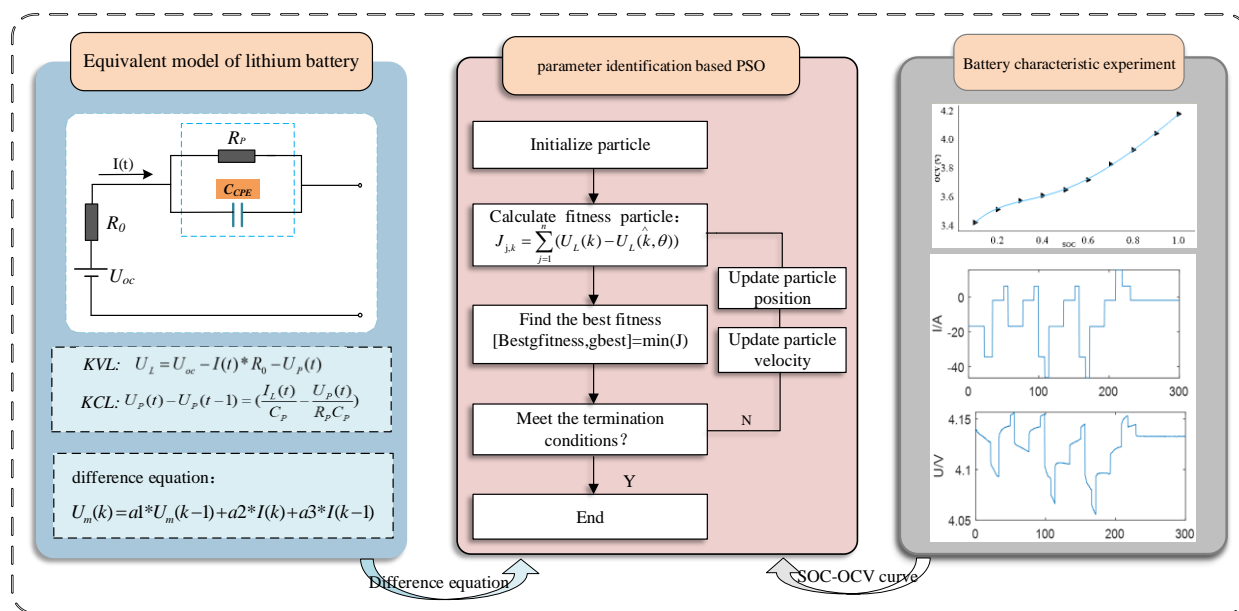 Equivalent model of lithium battery
R_P
I(t)
C_CPE
R_0
U_oc
KVL: U_L = U_oc − I(t)*R_0 − U_P(t)
KCL: U_P(t) − U_P(t−1) = (I_L(t)/C_P − U_P(t)/R_P C_P)
difference equation:
U_m(k) = a1*U_m(k−1)+a2*I(k)+a3*I(k−1)
Difference equation
parameter identification based PSO
Initialize particle
Calculate fitness particle:
J_{j,k} = ∑_{j=1}^{n} (U_L(k) − U_L(k̂,θ))
Find the best fitness
[Bestgfitness,gbest]=min(J)
Meet the termination
conditions?
N
Y
End
Update particle
position
Update particle
velocity
Battery characteristic experiment
OCV (V)
4.2
4.0
3.8
3.6
3.4
0.2 0.4 0.6 0.8 1.0
soc
I/A
0
-20
-40
0 100 200 300
U/V
4.15
4.1
4.05
0 100 200 300
SOC-OCV curve